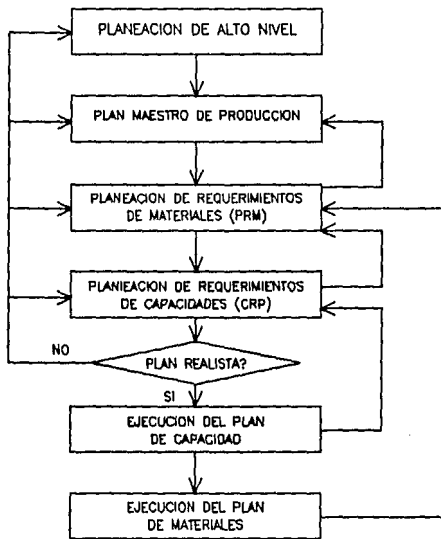 PLANEACION DE ALTO NIVEL
PLAN MAESTRO DE PRODUCCION
PLANEACION DE REQUERIMIENTOS
DE MATERIALES (PRM)
PLANIEACION DE REQUERIMIENTOS
DE CAPACIDADES (CRP)
NO
PLAN REALISTA?
SI
EJECUCION DEL PLAN
DE CAPACIDAD
EJECUCION DEL PLAN
DE MATERIALES